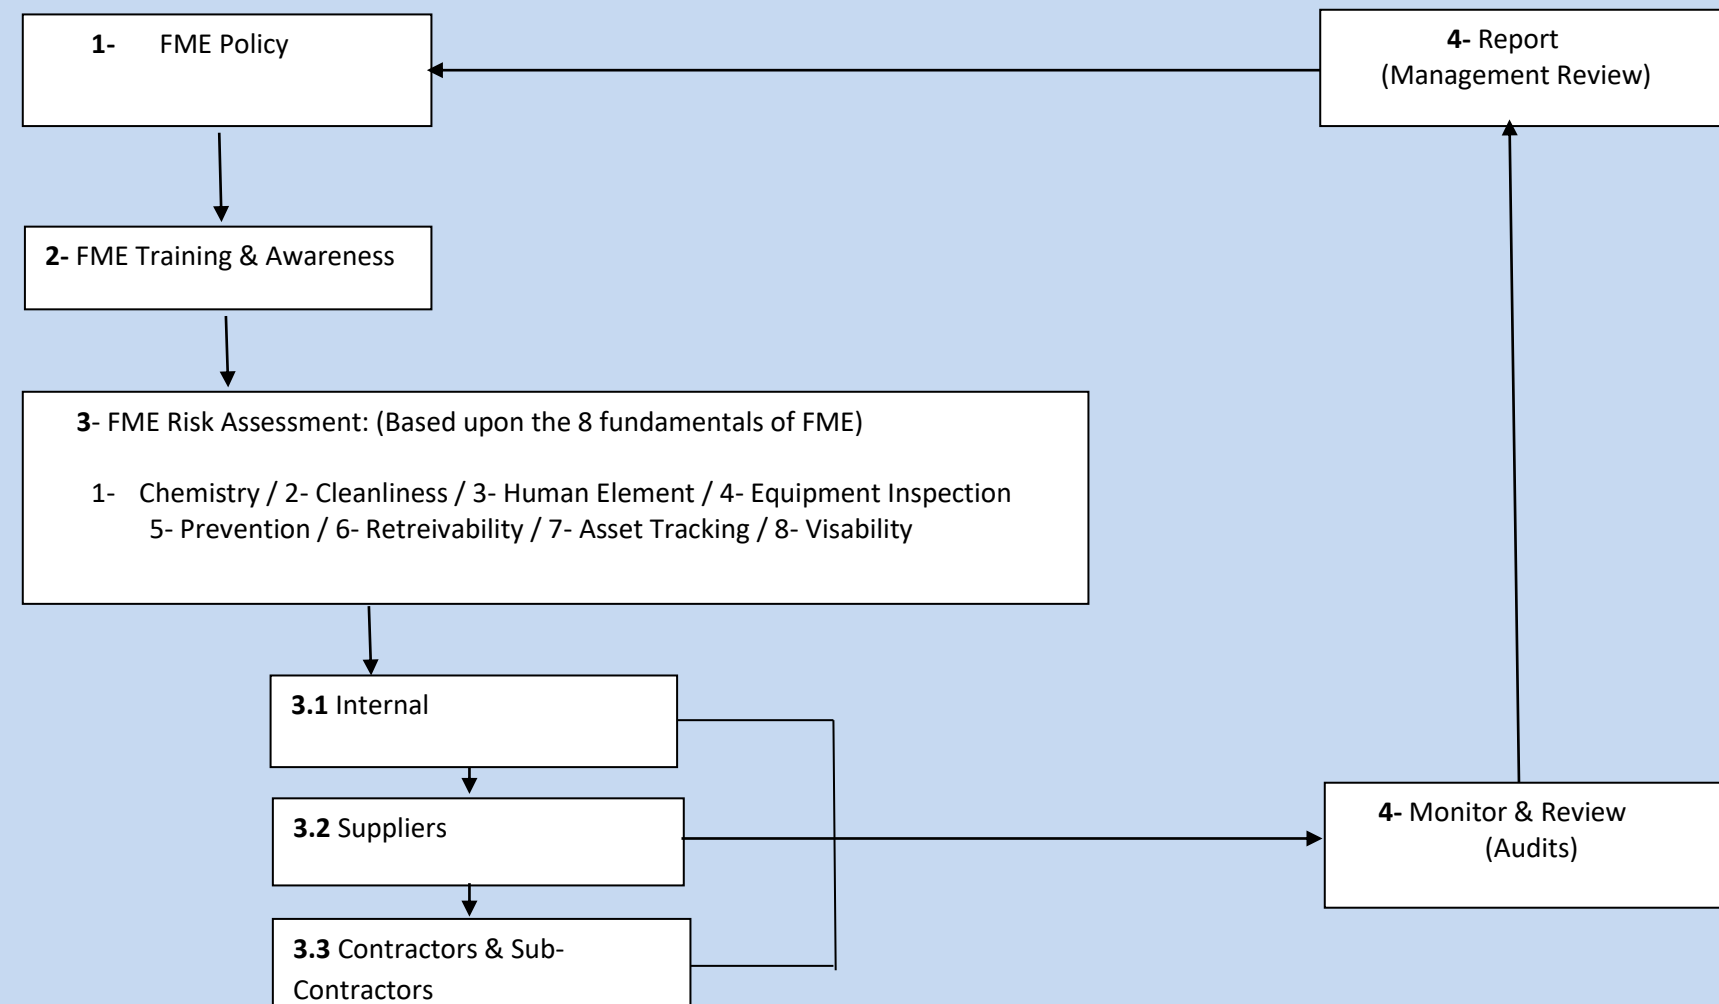 1- FME Policy
4- Report
(Management Review)
2- FME Training & Awareness
3- FME Risk Assessment: (Based upon the 8 fundamentals of FME)
1- Chemistry / 2- Cleanliness / 3- Human Element / 4- Equipment Inspection
5- Prevention / 6- Retreivability / 7- Asset Tracking / 8- Visability
3.1 Internal
3.2 Suppliers
4- Monitor & Review
(Audits)
3.3 Contractors & Sub-
Contractors